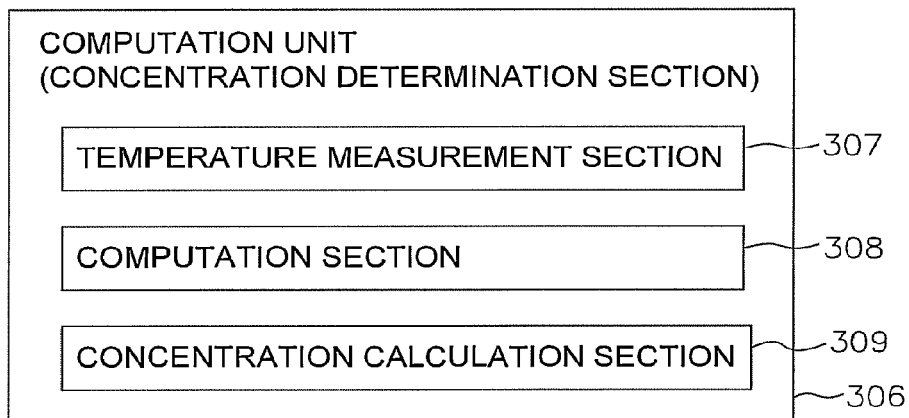 COMPUTATION UNIT
(CONCENTRATION DETERMINATION SECTION)
TEMPERATURE MEASUREMENT SECTION
307
COMPUTATION SECTION
308
CONCENTRATION CALCULATION SECTION
309
306